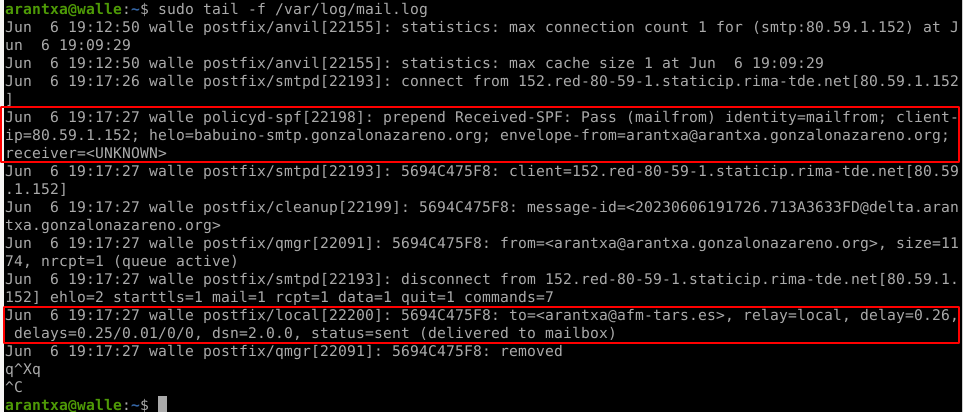 arantxa@walle:~$ sudo tail -f /var/log/mail.log
Jun  6 19:12:50 walle postfix/anvil[22155]: statistics: max connection count 1 for (smtp:80.59.1.152) at J
un  6 19:09:29
Jun  6 19:12:50 walle postfix/anvil[22155]: statistics: max cache size 1 at Jun  6 19:09:29
Jun  6 19:17:26 walle postfix/smtpd[22193]: connect from 152.red-80-59-1.staticip.rima-tde.net[80.59.1.152
]
Jun  6 19:17:27 walle policyd-spf[22198]: prepend Received-SPF: Pass (mailfrom) identity=mailfrom; client-
ip=80.59.1.152; helo=babuino-smtp.gonzalonazareno.org; envelope-from=arantxa@arantxa.gonzalonazareno.org;
receiver=<UNKNOWN>
Jun  6 19:17:27 walle postfix/smtpd[22193]: 5694C475F8: client=152.red-80-59-1.staticip.rima-tde.net[80.59
.1.152]
Jun  6 19:17:27 walle postfix/cleanup[22199]: 5694C475F8: message-id=<20230606191726.713A3633FD@delta.aran
txa.gonzalonazareno.org>
Jun  6 19:17:27 walle postfix/qmgr[22091]: 5694C475F8: from=<arantxa@arantxa.gonzalonazareno.org>, size=11
74, nrcpt=1 (queue active)
Jun  6 19:17:27 walle postfix/smtpd[22193]: disconnect from 152.red-80-59-1.staticip.rima-tde.net[80.59.1.
152] ehlo=2 starttls=1 mail=1 rcpt=1 data=1 quit=1 commands=7
Jun  6 19:17:27 walle postfix/local[22200]: 5694C475F8: to=<arantxa@afm-tars.es>, relay=local, delay=0.26,
 delays=0.25/0.01/0/0, dsn=2.0.0, status=sent (delivered to mailbox)
Jun  6 19:17:27 walle postfix/qmgr[22091]: 5694C475F8: removed
q^Xq
^C
arantxa@walle:~$